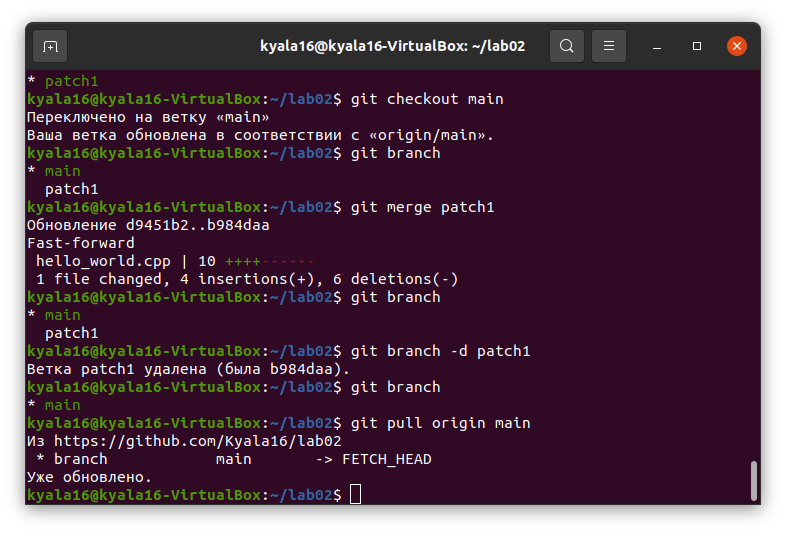 kyala16@kyala16-VirtualBox: ~/lab02
* patch1
kyala16@kyala16-VirtualBox:~/lab02$ git checkout main
Переключено на ветку «main»
Ваша ветка обновлена в соответствии с «origin/main».
kyala16@kyala16-VirtualBox:~/lab02$ git branch
* main
  patch1
kyala16@kyala16-VirtualBox:~/lab02$ git merge patch1
Обновление d9451b2..b984daa
Fast-forward
 hello_world.cpp | 10 ++++------
 1 file changed, 4 insertions(+), 6 deletions(-)
kyala16@kyala16-VirtualBox:~/lab02$ git branch
* main
  patch1
kyala16@kyala16-VirtualBox:~/lab02$ git branch -d patch1
Ветка patch1 удалена (была b984daa).
kyala16@kyala16-VirtualBox:~/lab02$ git branch
* main
kyala16@kyala16-VirtualBox:~/lab02$ git pull origin main
Из https://github.com/Kyala16/lab02
 * branch            main       -> FETCH_HEAD
Уже обновлено.
kyala16@kyala16-VirtualBox:~/lab02$